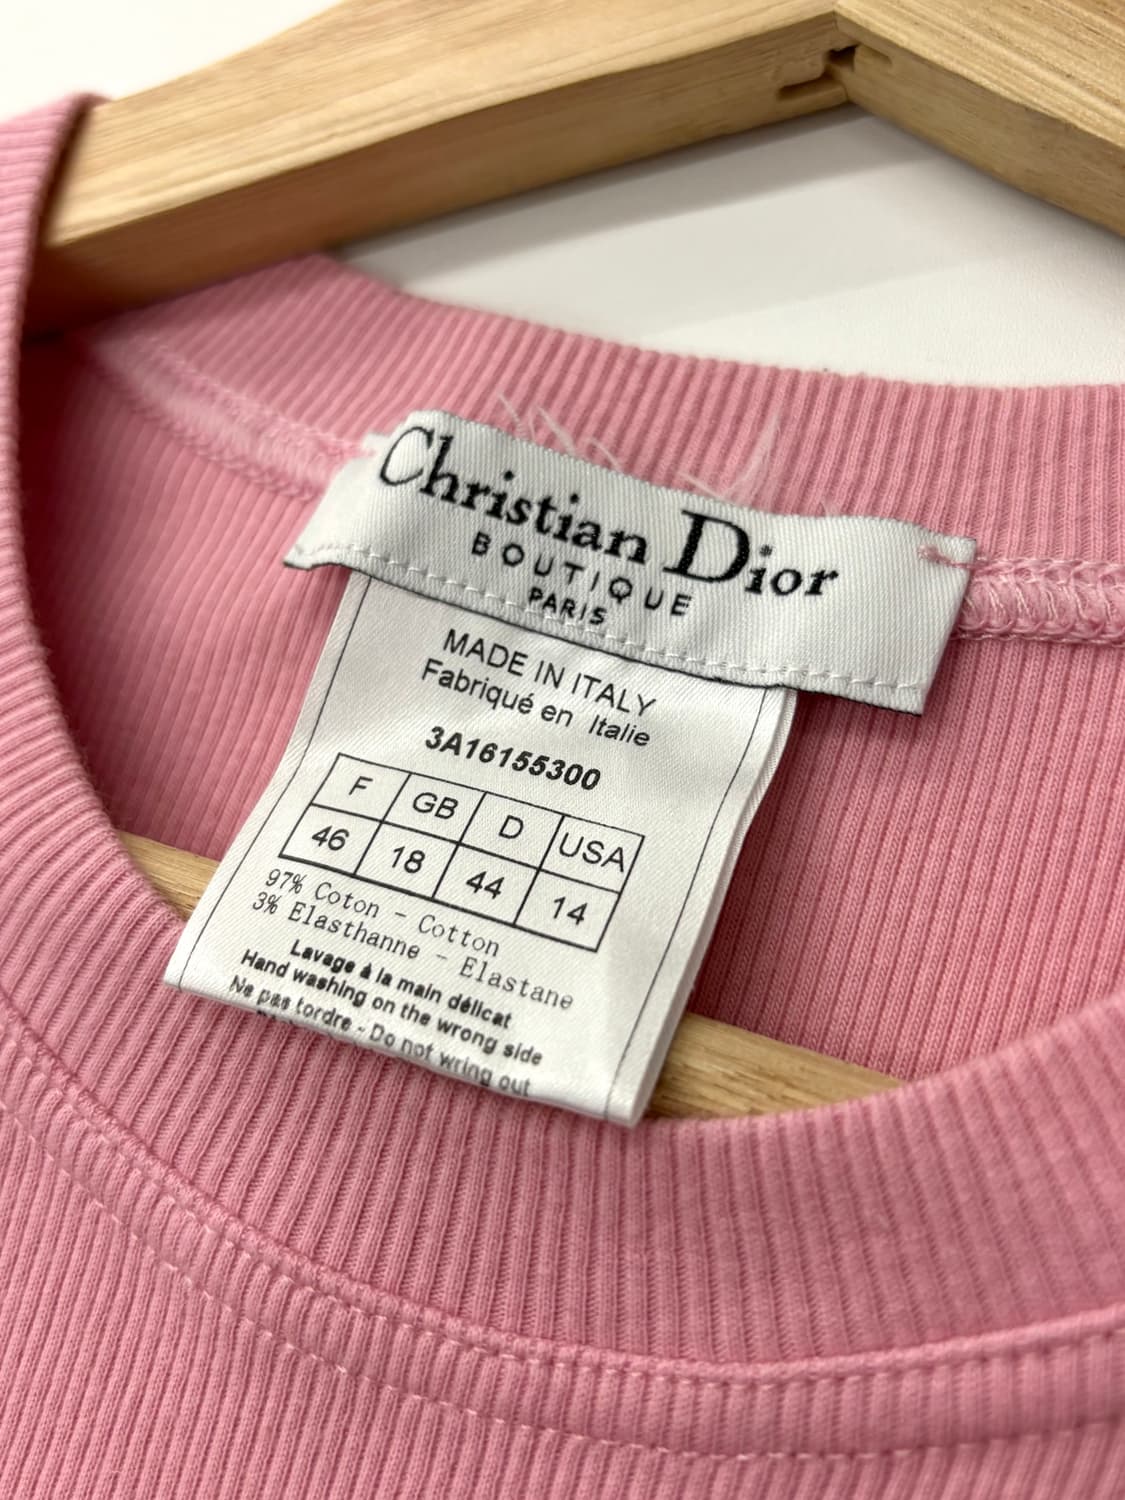 Christian Dior
BOUTIQUE
PARIS
MADE IN ITALY
Fabriqué en Italie
3A16155300
F GB D USA
46 18 44 14
97% Coton - Cotton
3% Elasthanne - Elastane
Lavage à la main délicat
Hand washing on the wrong side
Ne pas tordre - Do not wring out